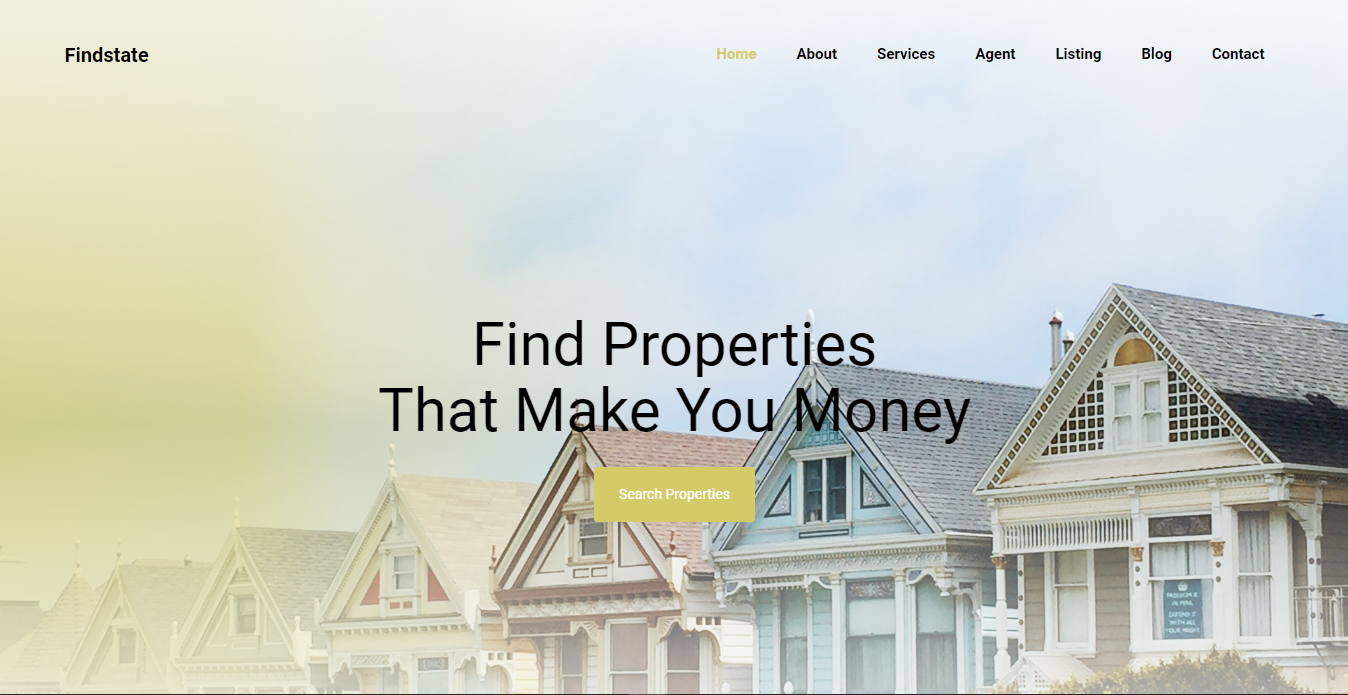 Findstate
Home About Services Agent Listing Blog Contact
Find Properties
That Make You Money
Search Properties